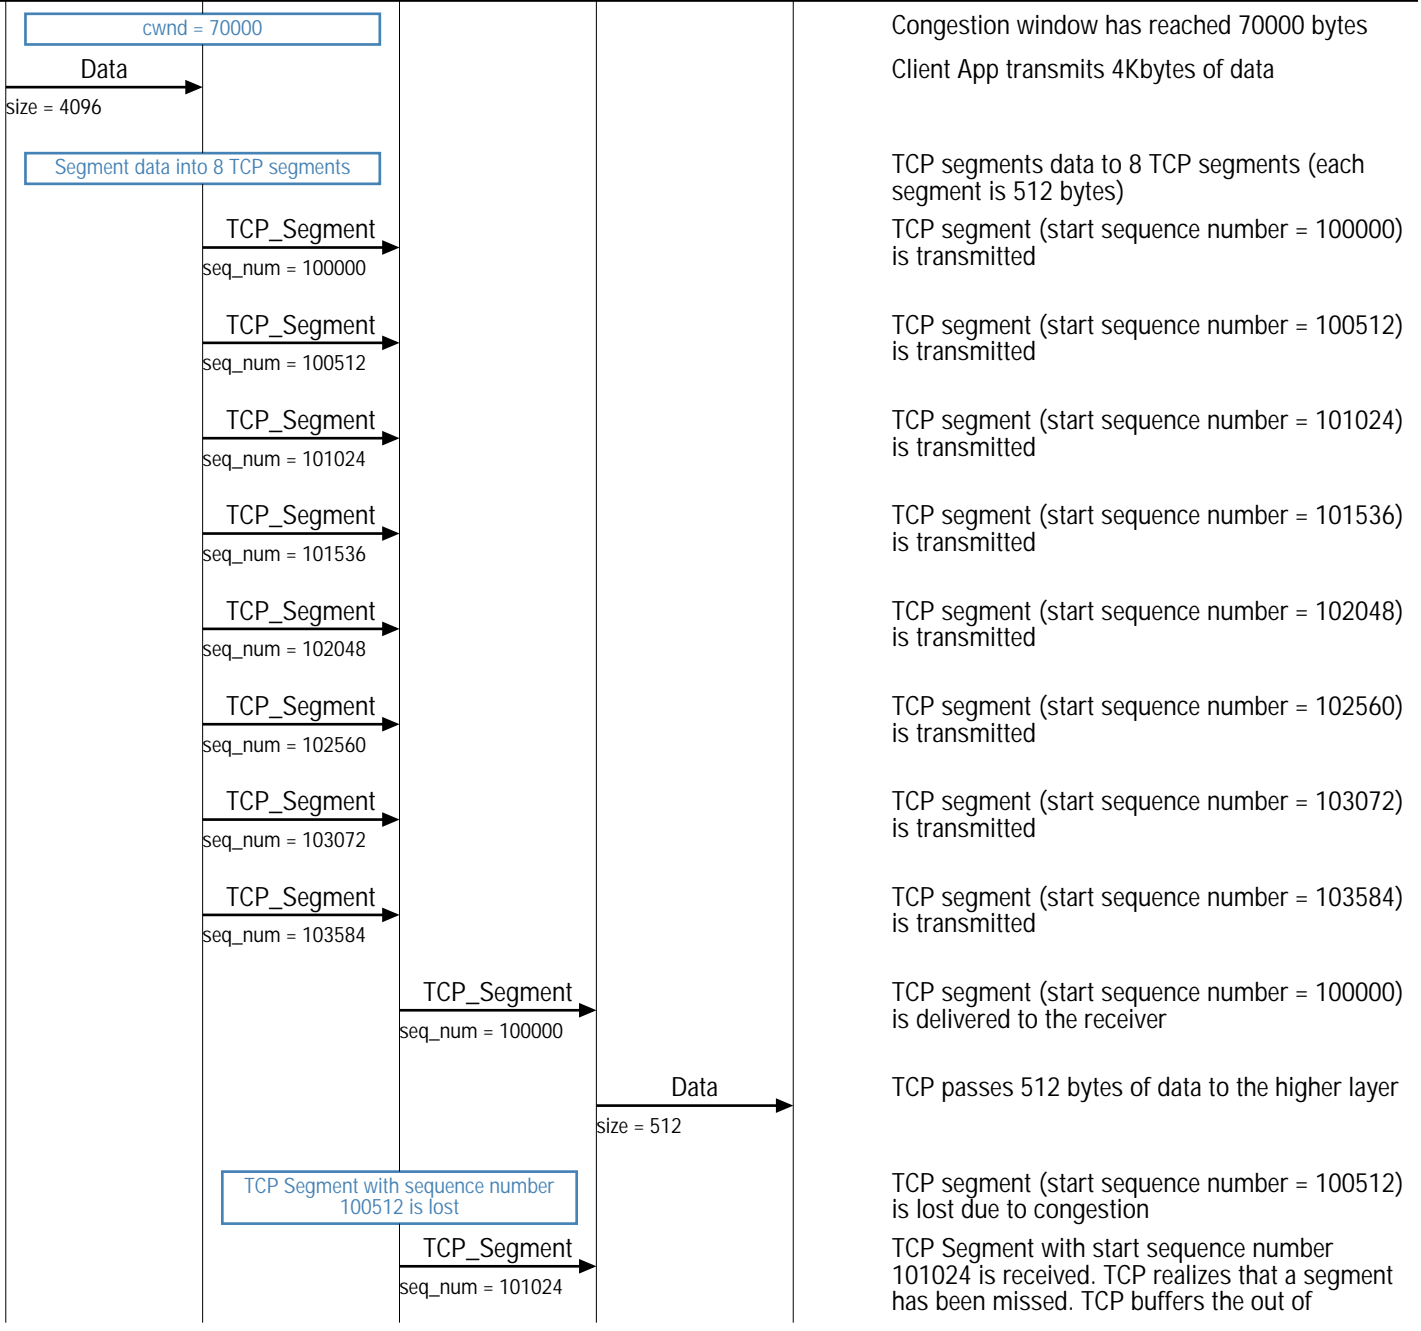 cwnd = 70000
Congestion window has reached 70000 bytes
Data
Client App transmits 4Kbytes of data
size = 4096
Segment data into 8 TCP segments
TCP segments data to 8 TCP segments (each
segment is 512 bytes)
TCP_Segment
seq_num = 100000
TCP segment (start sequence number = 100000)
is transmitted
TCP_Segment
seq_num = 100512
TCP segment (start sequence number = 100512)
is transmitted
TCP_Segment
seq_num = 101024
TCP segment (start sequence number = 101024)
is transmitted
TCP_Segment
seq_num = 101536
TCP segment (start sequence number = 101536)
is transmitted
TCP_Segment
seq_num = 102048
TCP segment (start sequence number = 102048)
is transmitted
TCP_Segment
seq_num = 102560
TCP segment (start sequence number = 102560)
is transmitted
TCP_Segment
seq_num = 103072
TCP segment (start sequence number = 103072)
is transmitted
TCP_Segment
seq_num = 103584
TCP segment (start sequence number = 103584)
is transmitted
TCP_Segment
seq_num = 100000
TCP segment (start sequence number = 100000)
is delivered to the receiver
Data
size = 512
TCP passes 512 bytes of data to the higher layer
TCP Segment with sequence number
100512 is lost
TCP segment (start sequence number = 100512)
is lost due to congestion
TCP_Segment
seq_num = 101024
TCP Segment with start sequence number
101024 is received. TCP realizes that a segment
has been missed. TCP buffers the out of